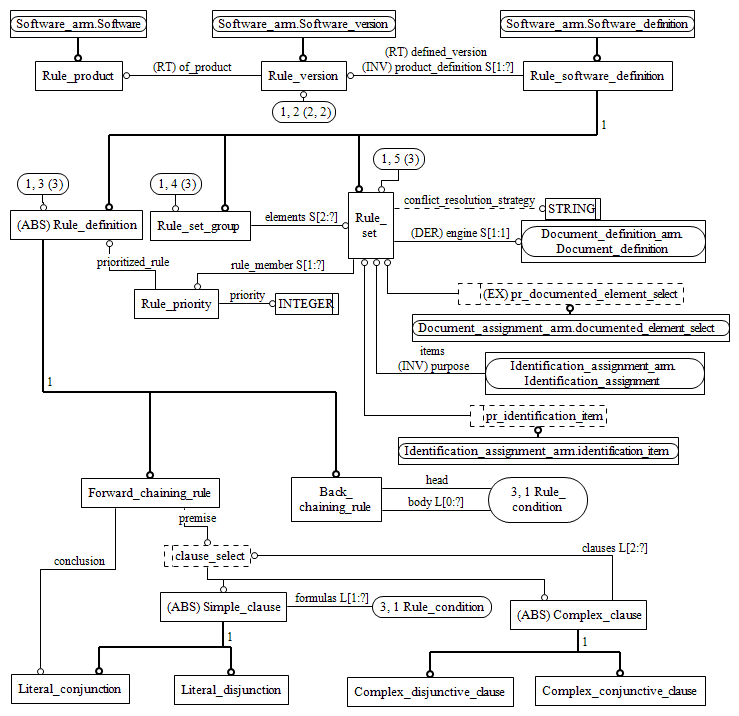 Software_arm.Software
Software_arm.Software_version
Software_arm.Software_definition
(RT) defined_version
Rule_product
(RT) of_product
Rule_version
(INV) product_definition S[1:?]
Rule_software_definition
1, 2 (2, 2)
1
1, 3 (3)
1, 4 (3)
1, 5 (3)
(ABS) Rule_definition
Rule_set_group
elements S[2:?]
Rule_
set
conflict_resolution_strategy
STRING
(DER) engine S[1:1]
Document_definition_arm.
Document_definition
prioritized_rule
rule_member S[1:?]
Rule_priority
priority
INTEGER
(EX) pr_documented_element_select
Document_assignment_arm.documented_element_select
items
(INV) purpose
Identification_assignment_arm.
Identification_assignment
1
pr_identification_item
Identification_assignment_arm.identification_item
Forward_chaining_rule
Back_
chaining_rule
head
body L[0:?]
3, 1 Rule_
condition
premise
conclusion
clause_select
clauses L[2:?]
(ABS) Simple_clause
formulas L[1:?]
3, 1 Rule_condition
(ABS) Complex_clause
1
1
Literal_conjunction
Literal_disjunction
Complex_disjunctive_clause
Complex_conjunctive_clause